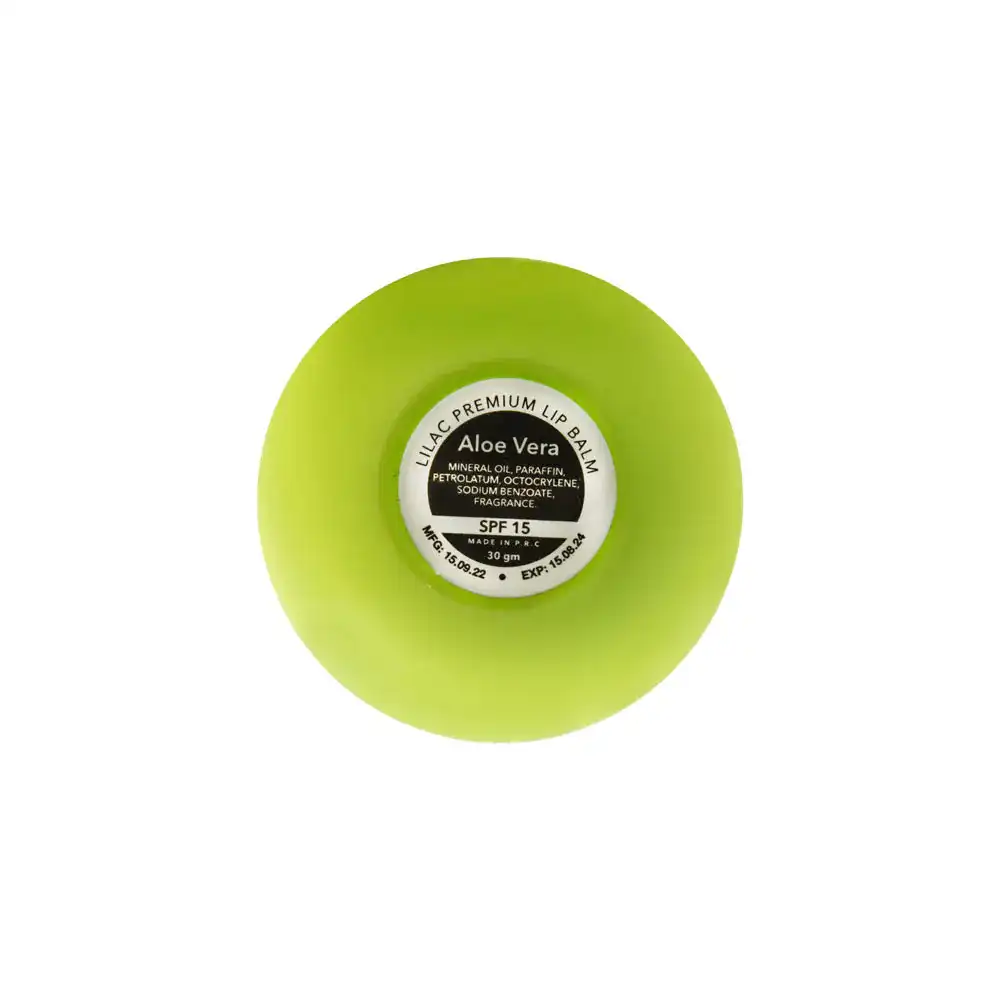 LILAC PREMIUM LIP BALM
Aloe Vera
MINERAL OIL, PARAFFIN,
PETROLATUM, OCTOCRYLENE,
SODIUM BENZOATE,
FRAGRANCE.
SPF 15
MADE IN P.R.C
30 gm
MFG: 15.09.22 • EXP: 15.08.24